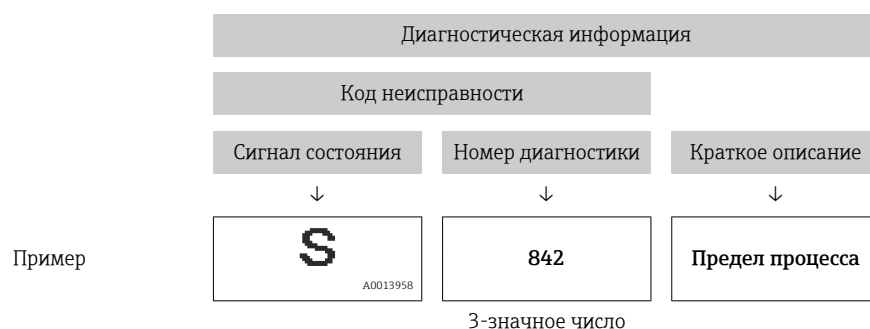 Диагностическая информация
Код неисправности
Сигнал состояния Номер диагностики Краткое описание
↓ ↓ ↓
Пример S 842 Предел процесса
A0013958
3-значное число